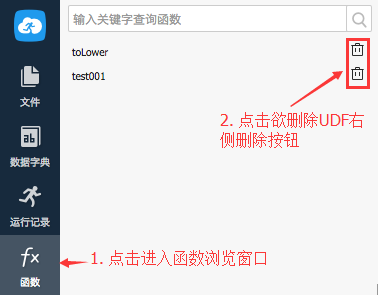 输入关键字查询函数
toLower
test001
文件
ab
数据字典
运行记录
fx
函数
2. 点击欲删除UDF右
侧删除按钮
1. 点击进入函数浏览窗口